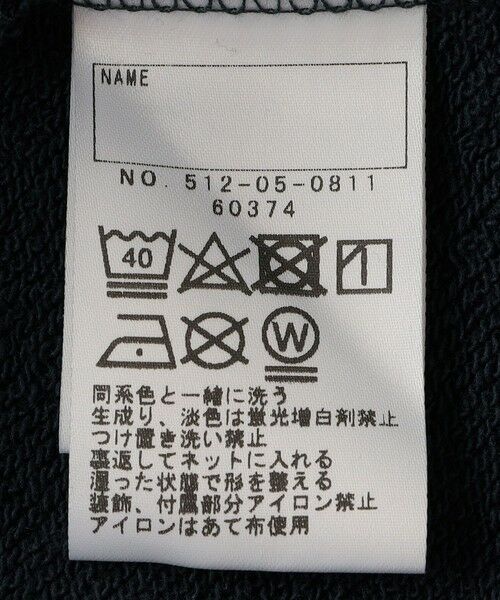 NAME
NO. 512-05-0811
60374
40
W
同系色と一緒に洗う
生成り、淡色は蛍光増白剤禁止
つけ置き洗い禁止
裏返してネットに入れる
湿った状態で形を整える
装飾、付属部分アイロン禁止
アイロンはあて布使用